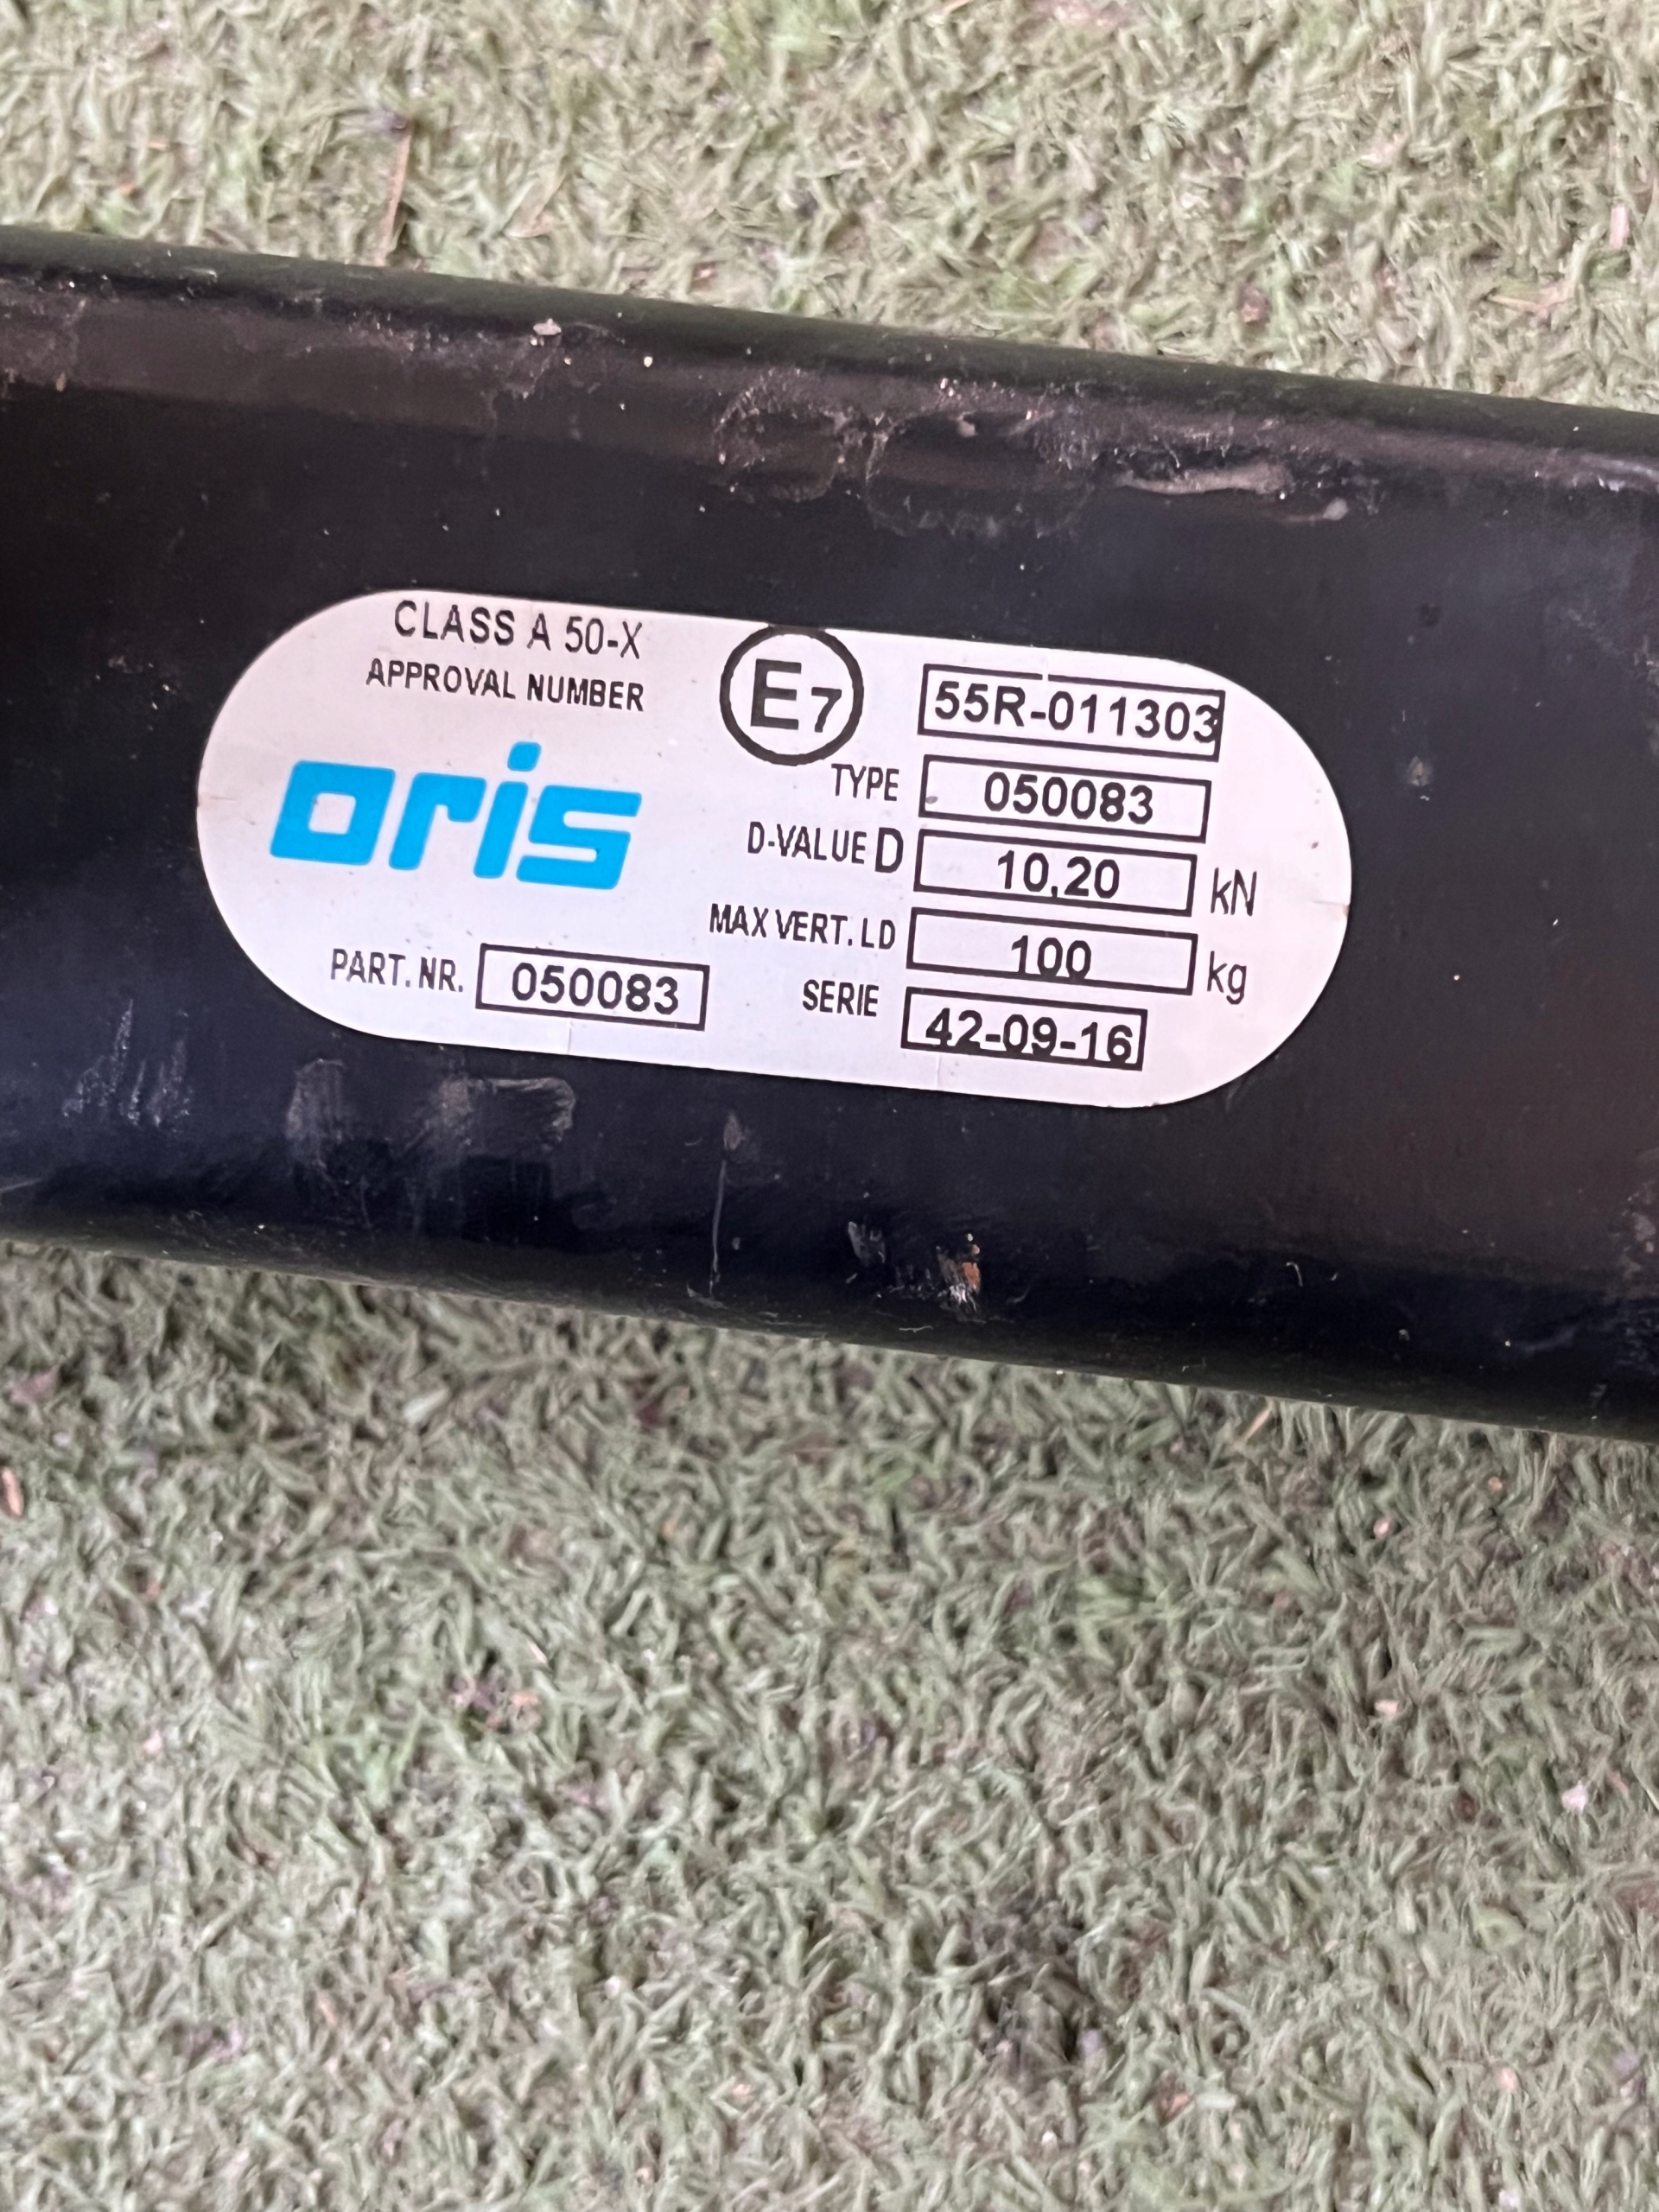 CLASS A 50-X
APPROVAL NUMBER E7 55R-011303
oris
TYPE 050083
D-VALUE D 10,20 kN
MAX VERT. LD 100 kg
PART. NR. 050083
SERIE 42-09-16